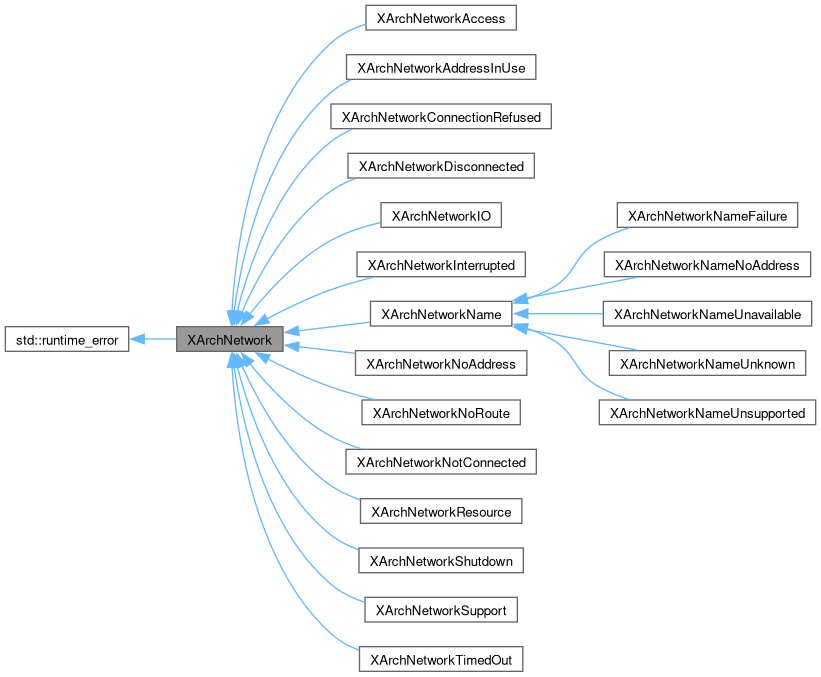 XArchNetworkAccess
XArchNetworkAddressInUse
XArchNetworkConnectionRefused
XArchNetworkDisconnected
XArchNetworkIO
XArchNetworkInterrupted
XArchNetworkName
XArchNetworkNameFailure
XArchNetworkNameNoAddress
XArchNetworkNameUnavailable
XArchNetworkNameUnknown
XArchNetworkNameUnsupported
std::runtime_error
XArchNetwork
XArchNetworkNoAddress
XArchNetworkNoRoute
XArchNetworkNotConnected
XArchNetworkResource
XArchNetworkShutdown
XArchNetworkSupport
XArchNetworkTimedOut